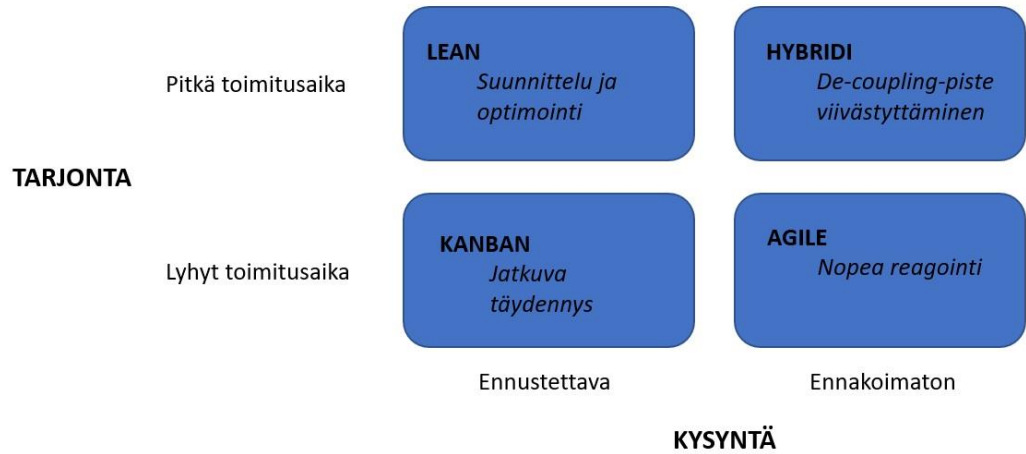 LEAN
Suunnittelu ja
optimointi
HYBRIDI
De-coupling-piste
viivästyttäminen
Pitkä toimitusaika
TARJONTA
KANBAN
Jatkuva
täydennys
AGILE
Nopea reagointi
Lyhyt toimitusaika
Ennustettava
Ennakoimaton
KYSYNTÄ